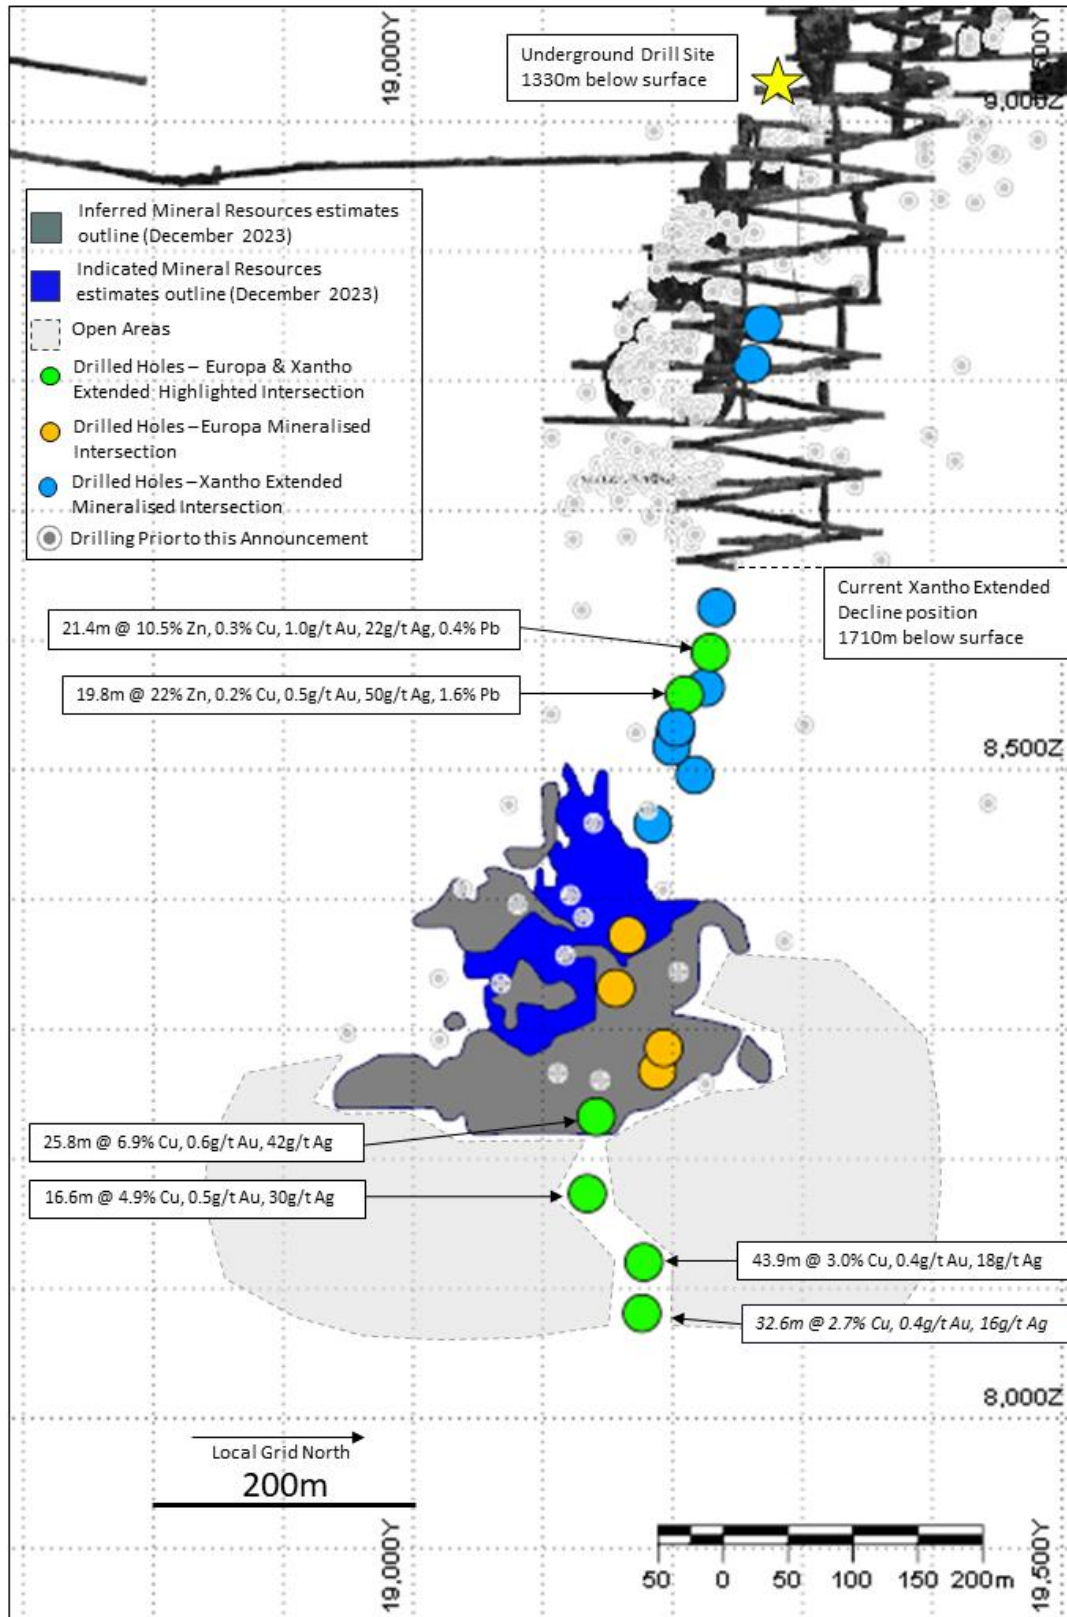 19,000Y
Underground Drill Site
1330m below surface
9,000Z
Inferred Mineral Resources estimates
outline (December 2023)
Indicated Mineral Resources
estimates outline (December 2023)
Open Areas
Drilled Holes – Europa & Xantho
Extended Highlighted Intersection
Drilled Holes – Europa Mineralised
Intersection
Drilled Holes – Xantho Extended
Mineralised Intersection
Drilling Prior to this Announcement
Current Xantho Extended
Decline position
1710m below surface
21.4m @ 10.5% Zn, 0.3% Cu, 1.0g/t Au, 22g/t Ag, 0.4% Pb
19.8m @ 22% Zn, 0.2% Cu, 0.5g/t Au, 50g/t Ag, 1.6% Pb
8,500Z
25.8m @ 6.9% Cu, 0.6g/t Au, 42g/t Ag
16.6m @ 4.9% Cu, 0.5g/t Au, 30g/t Ag
43.9m @ 3.0% Cu, 0.4g/t Au, 18g/t Ag
32.6m @ 2.7% Cu, 0.4g/t Au, 16g/t Ag
8,000Z
Local Grid North
200m
19,000Y
50 0 50 100 150 200m
19,500Y